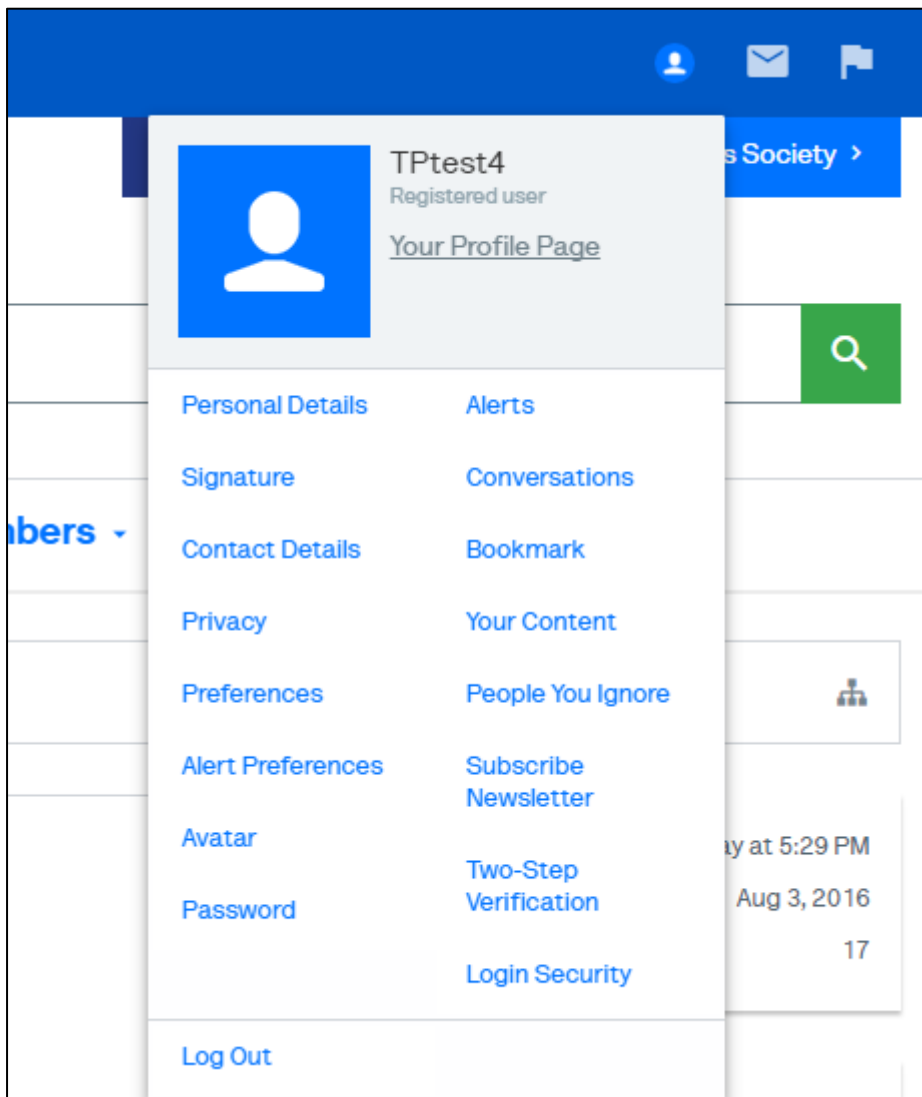 s Society >
TPtest4
Registered user
Your Profile Page
Personal Details
Alerts
Signature
Conversations
mbers
Contact Details
Bookmark
Privacy
Your Content
Preferences
People You Ignore
Alert Preferences
Subscribe
Newsletter
Avatar
ay at 5:29 PM
Two-Step
Verification
Password
Aug 3, 2016
17
Login Security
Log Out